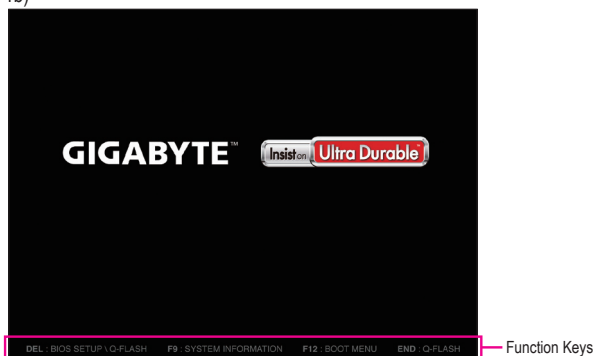 GIGABYTE™ Insist on Ultra Durable™
DEL : BIOS SETUP \ Q-FLASH F9 : SYSTEM INFORMATION F12 : BOOT MENU END : Q-FLASH
Function Keys